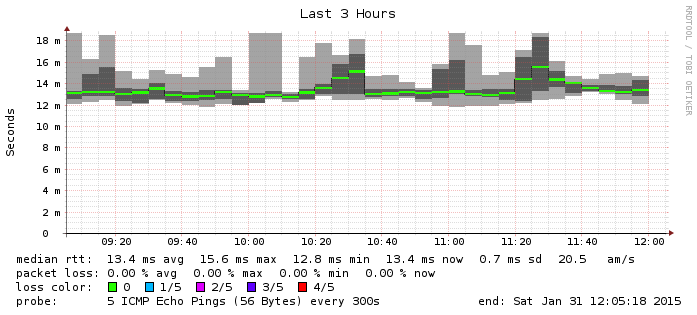 Last 3 Hours
RRDTOOL / TOBI OETIKER
Seconds
18 m
16 m
14 m
12 m
10 m
8 m
6 m
4 m
2 m
0
09:20 09:40 10:00 10:20 10:40 11:00 11:20 11:40 12:00
median rtt: 13.4 ms avg 15.6 ms max 12.8 ms min 13.4 ms now 0.7 ms sd 20.5 am/s
packet loss: 0.00 % avg 0.00 % max 0.00 % min 0.00 % now
loss color: 0 1/5 2/5 3/5 4/5
probe: 5 ICMP Echo Pings (56 Bytes) every 300s end: Sat Jan 31 12:05:18 2015